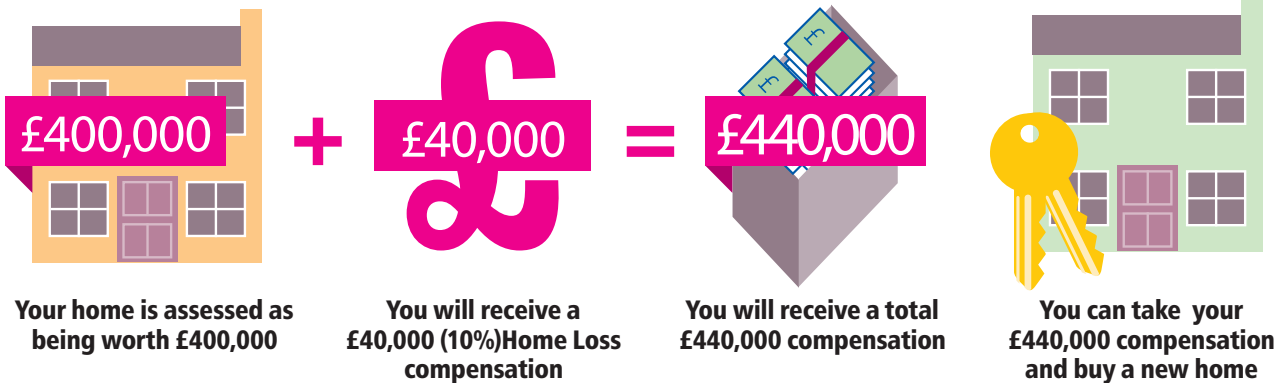 £400,000
+
£40,000
=
£440,000
£
£
£
Your home is assessed as
being worth £400,000
You will receive a
£40,000 (10%)Home Loss
compensation
You will receive a total
£440,000 compensation
You can take  your
£440,000 compensation
and buy a new home